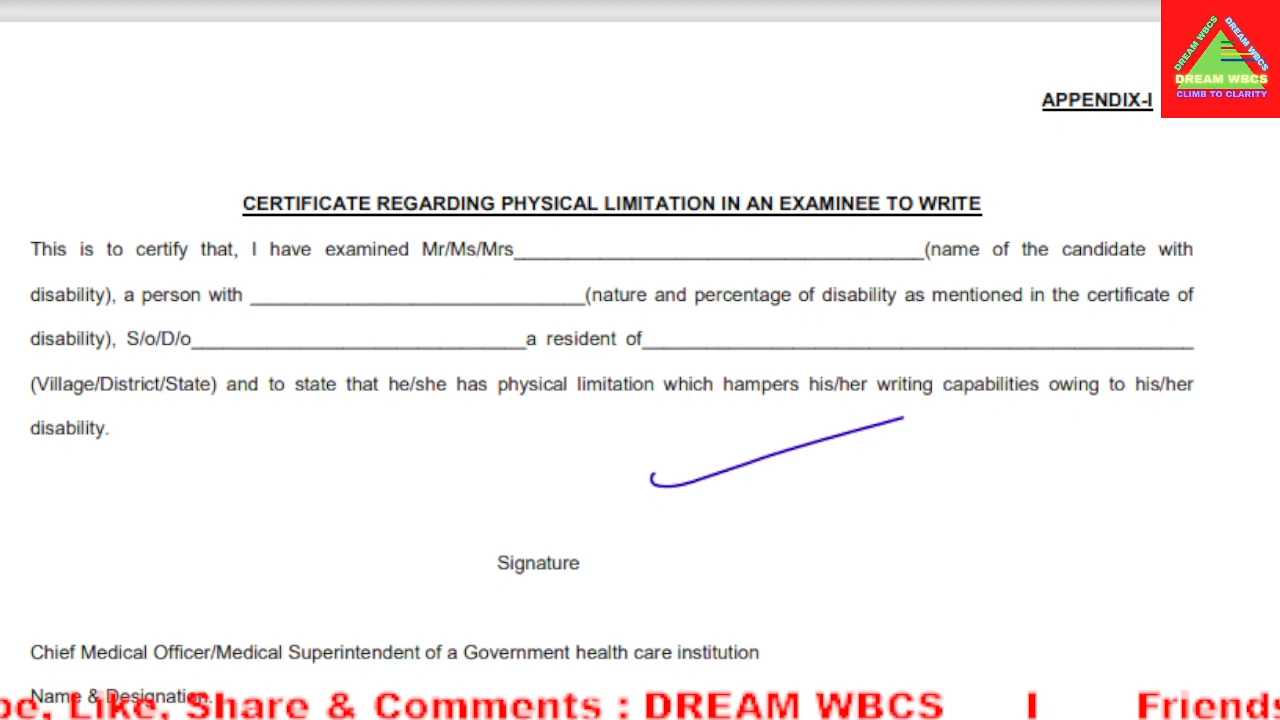 DREAM WBCS
DREAM WBCS
DREAM WBCS
CLIMB TO CLARITY
APPENDIX-I
CERTIFICATE REGARDING PHYSICAL LIMITATION IN AN EXAMINEE TO WRITE
This is to certify that, I have examined Mr/Ms/Mrs______________________________________(name of the candidate with
disability), a person with _______________________________(nature and percentage of disability as mentioned in the certificate of
disability), S/o/D/o_______________________________a resident of___________________________________________________
(Village/District/State) and to state that he/she has physical limitation which hampers his/her writing capabilities owing to his/her
disability.
Signature
Chief Medical Officer/Medical Superintendent of a Government health care institution
Name & Designation.
Like, Share & Comments : DREAM WBCS I Friends